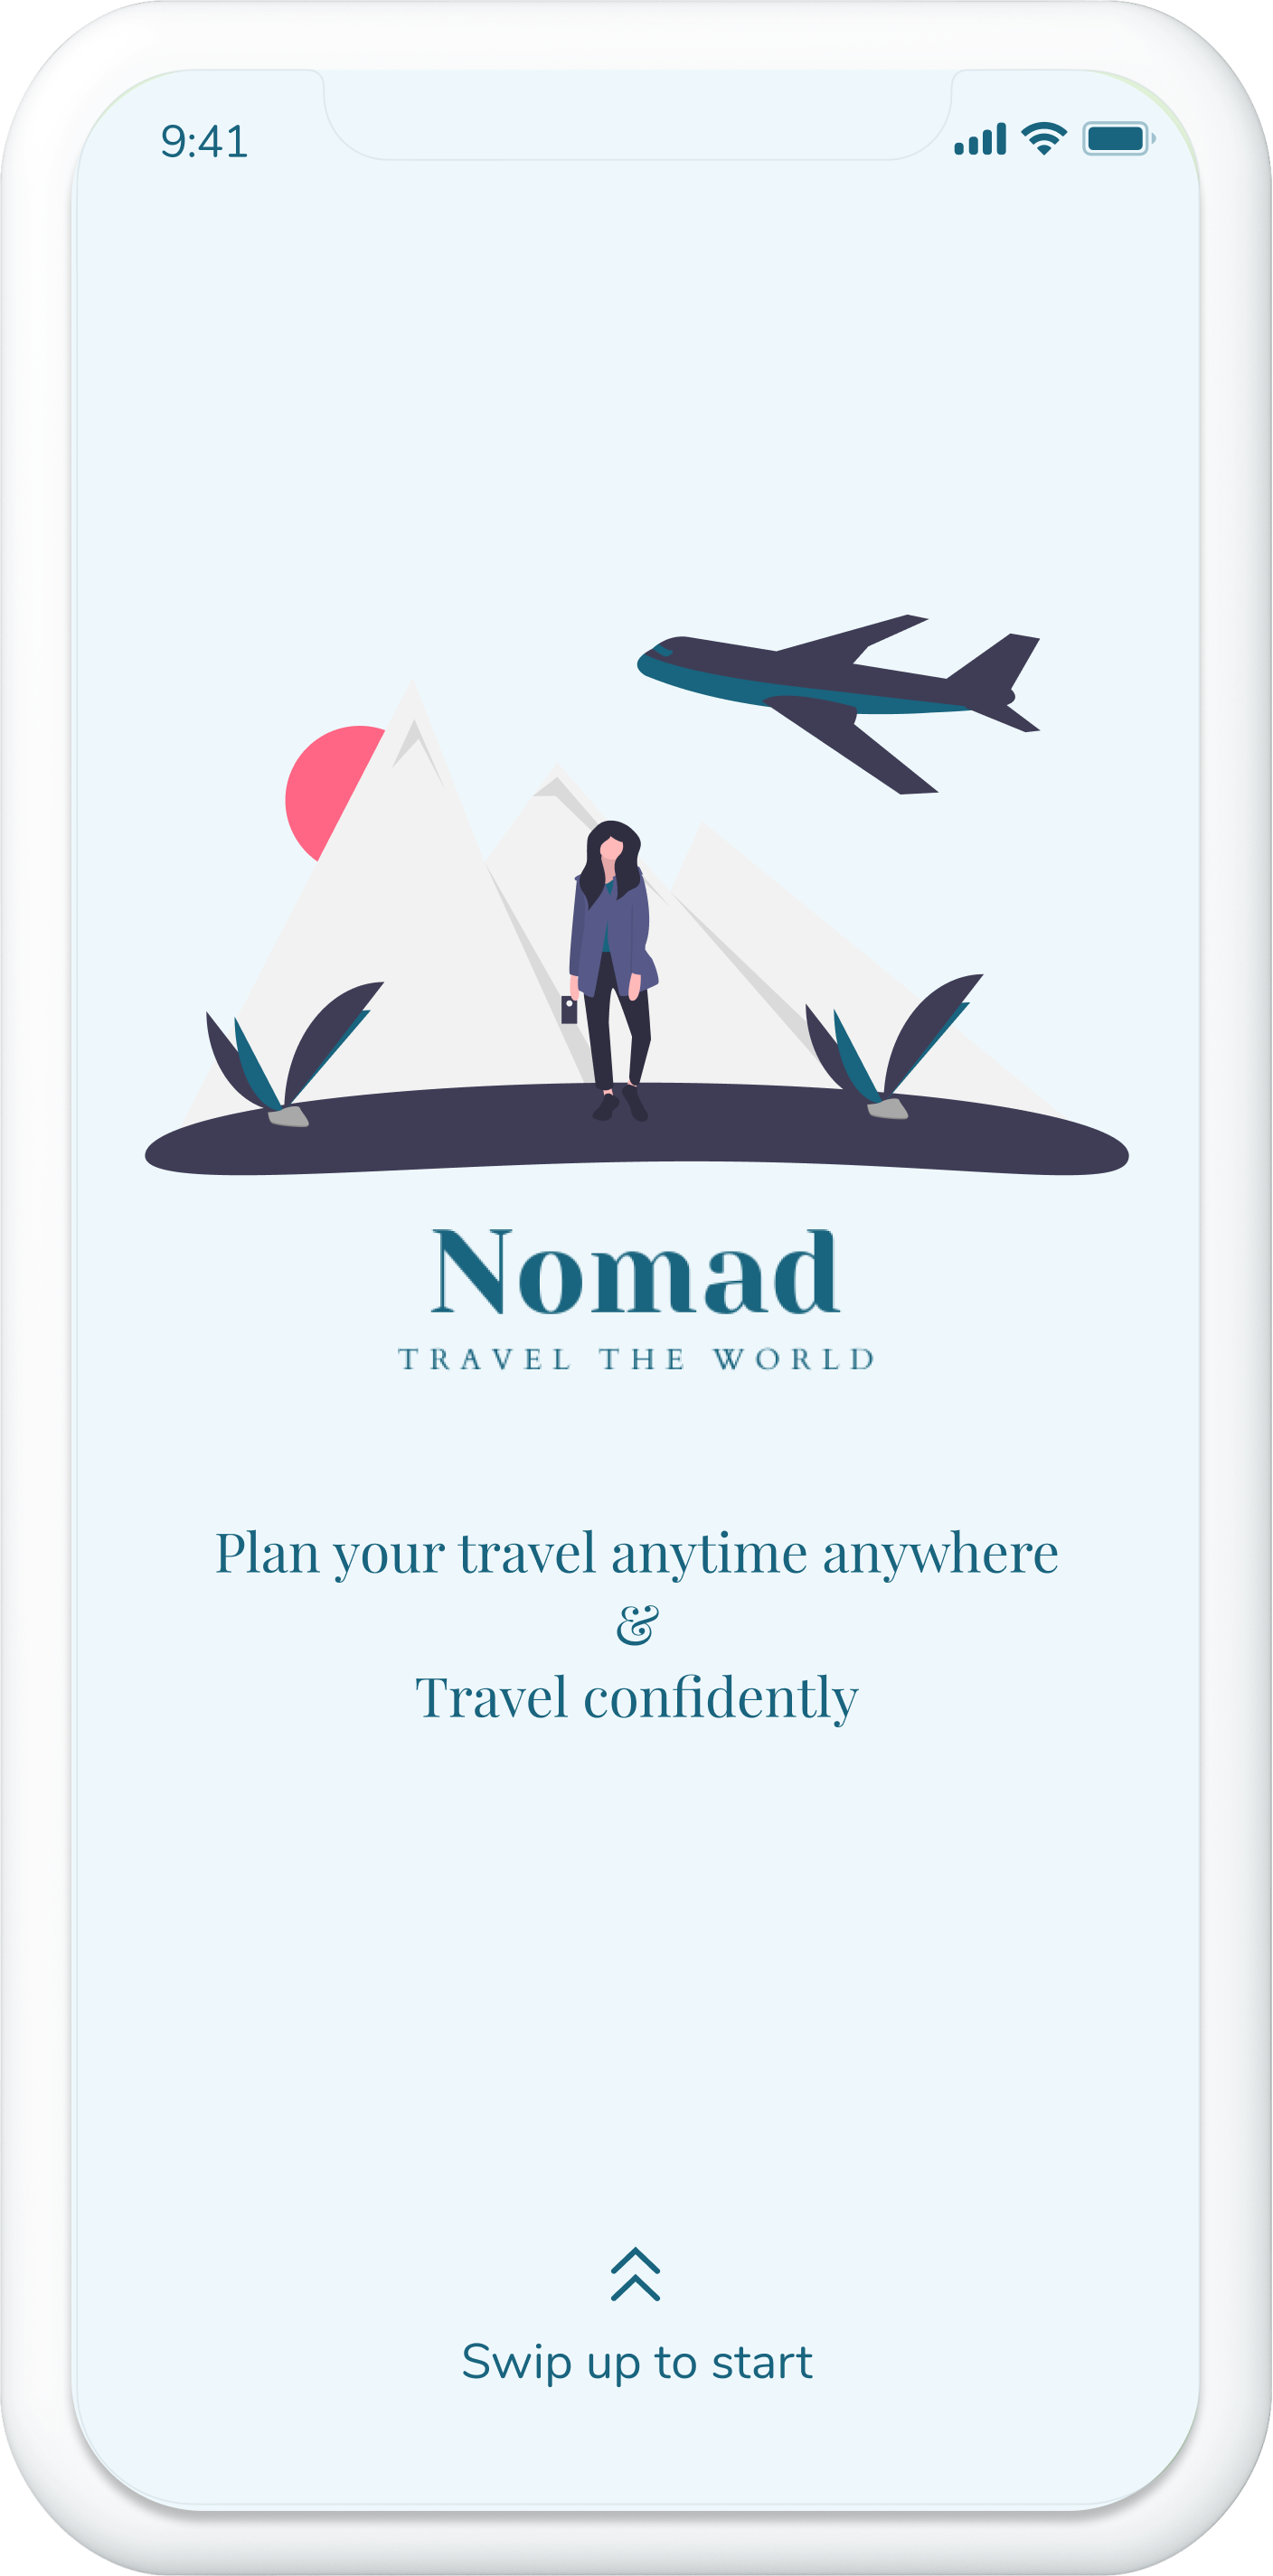 9:41
Nomad
TRAVEL THE WORLD
Plan your travel anytime anywhere
&
Travel confidently
Swip up to start